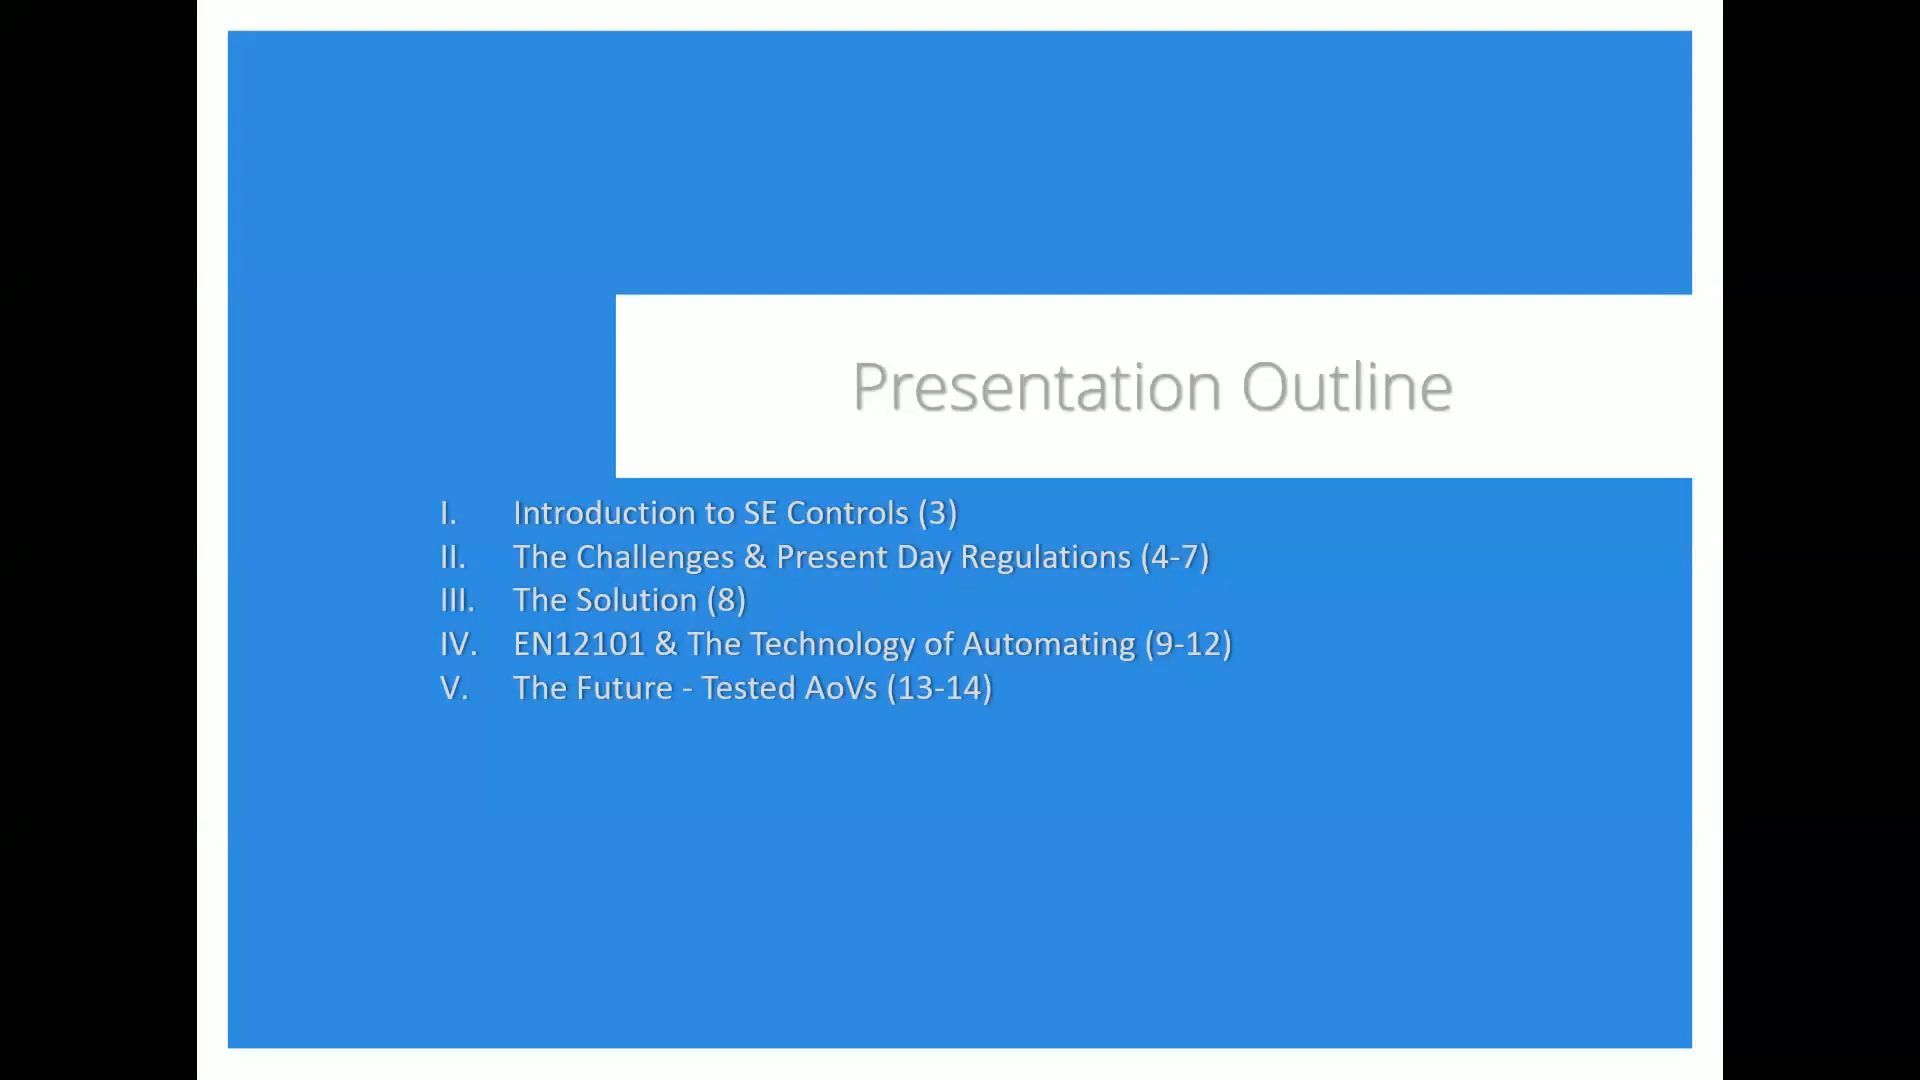 Presentation Outline
I. Introduction to SE Controls (3)
II. The Challenges & Present Day Regulations (4-7)
III. The Solution (8)
IV. EN12101 & The Technology of Automating (9-12)
V. The Future - Tested AoVs (13-14)